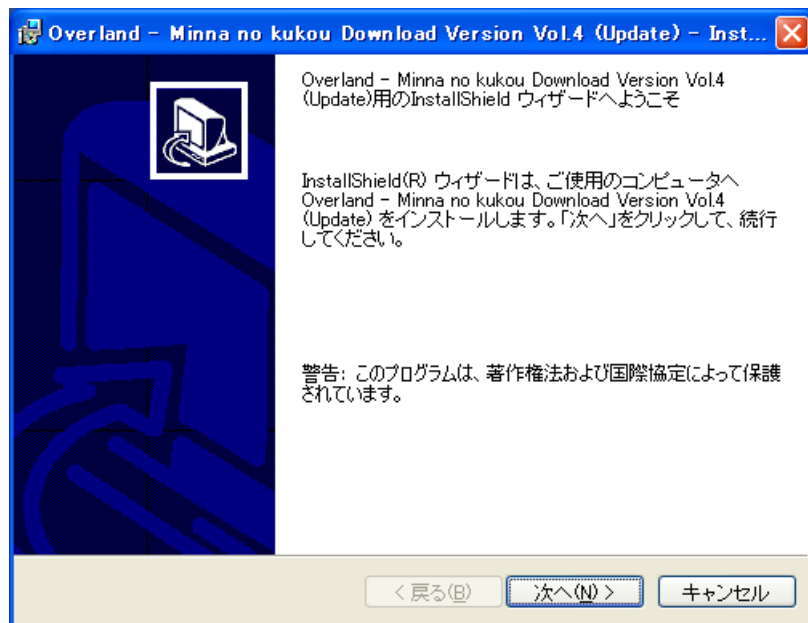 Overland - Minna no kukou Download Version Vol.4 (Update) - Inst...
Overland - Minna no kukou Download Version Vol.4
(Update)用のInstallShield ウィザードへようこそ
InstallShield(R) ウィザードは、ご使用のコンピュータへ
Overland - Minna no kukou Download Version Vol.4
(Update) をインストールします。「次へ」をクリックして、続行
してください。
警告: このプログラムは、著作権法および国際協定によって保護
されています。
< 戻る(B)
次へ(N) >
キャンセル